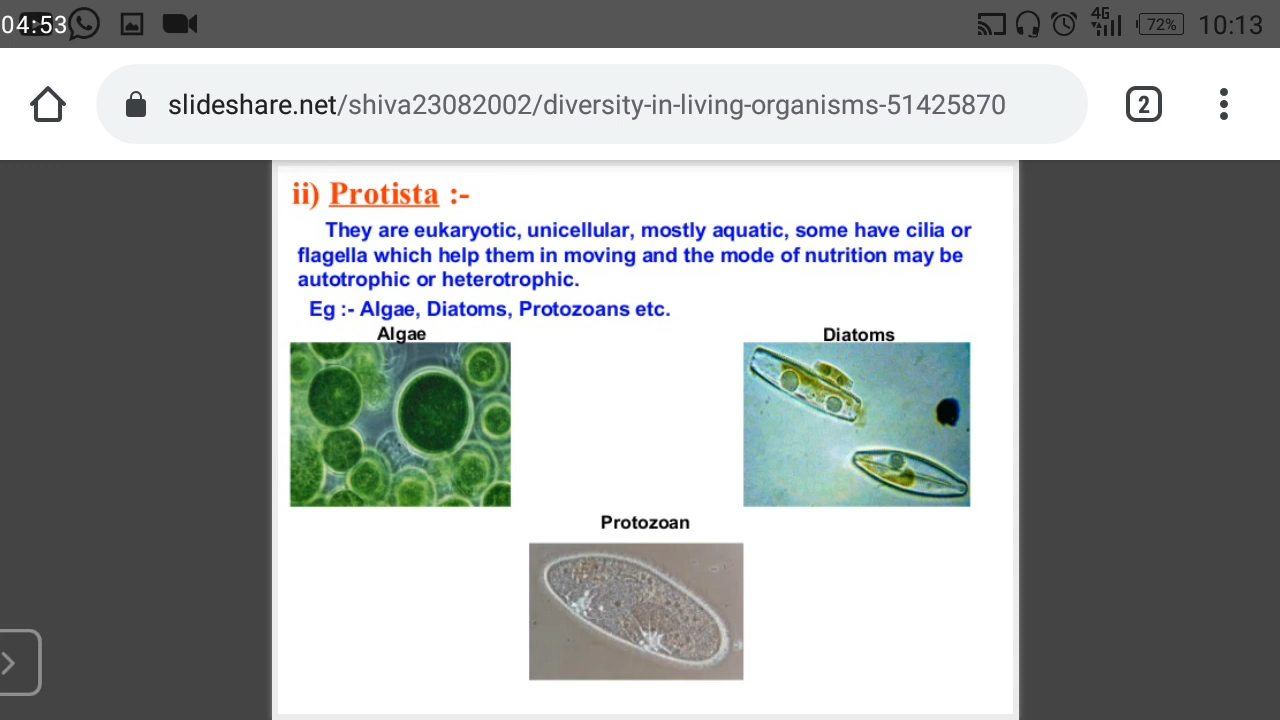 04:53
4G
72%
10:13
slideshare.net/shiva23082002/diversity-in-living-organisms-51425870
2
ii) Protista :-
They are eukaryotic, unicellular, mostly aquatic, some have cilia or
flagella which help them in moving and the mode of nutrition may be
autotrophic or heterotrophic.
Eg :- Algae, Diatoms, Protozoans etc.
Algae
Diatoms
Protozoan